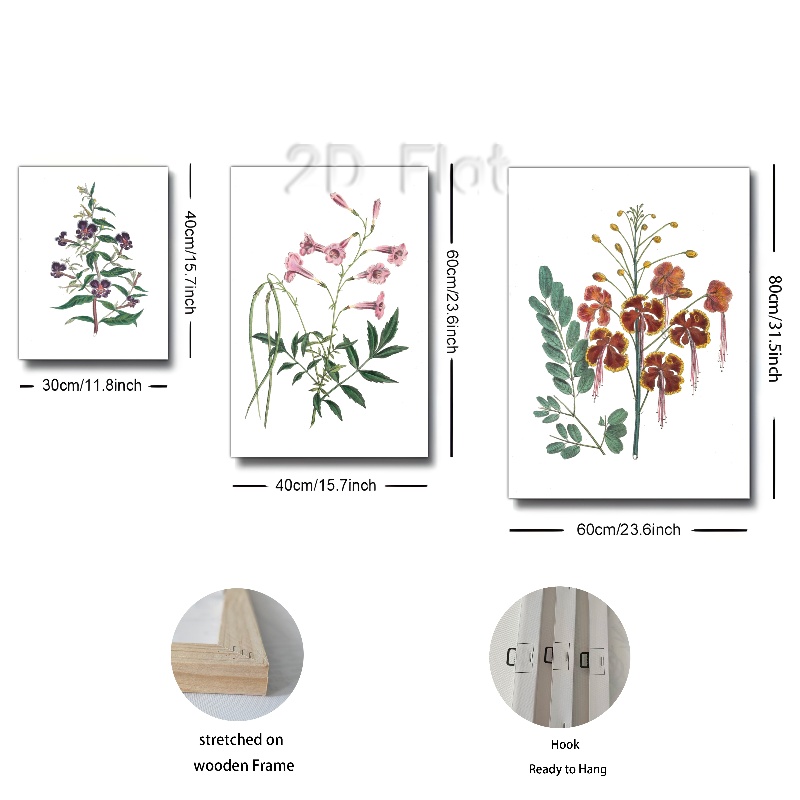 2D Flat
40cm/15.7inch
30cm/11.8inch
60cm/23.6inch
40cm/15.7inch
80cm/31.5inch
60cm/23.6inch
stretched on
wooden Frame
Hook
Ready to Hang